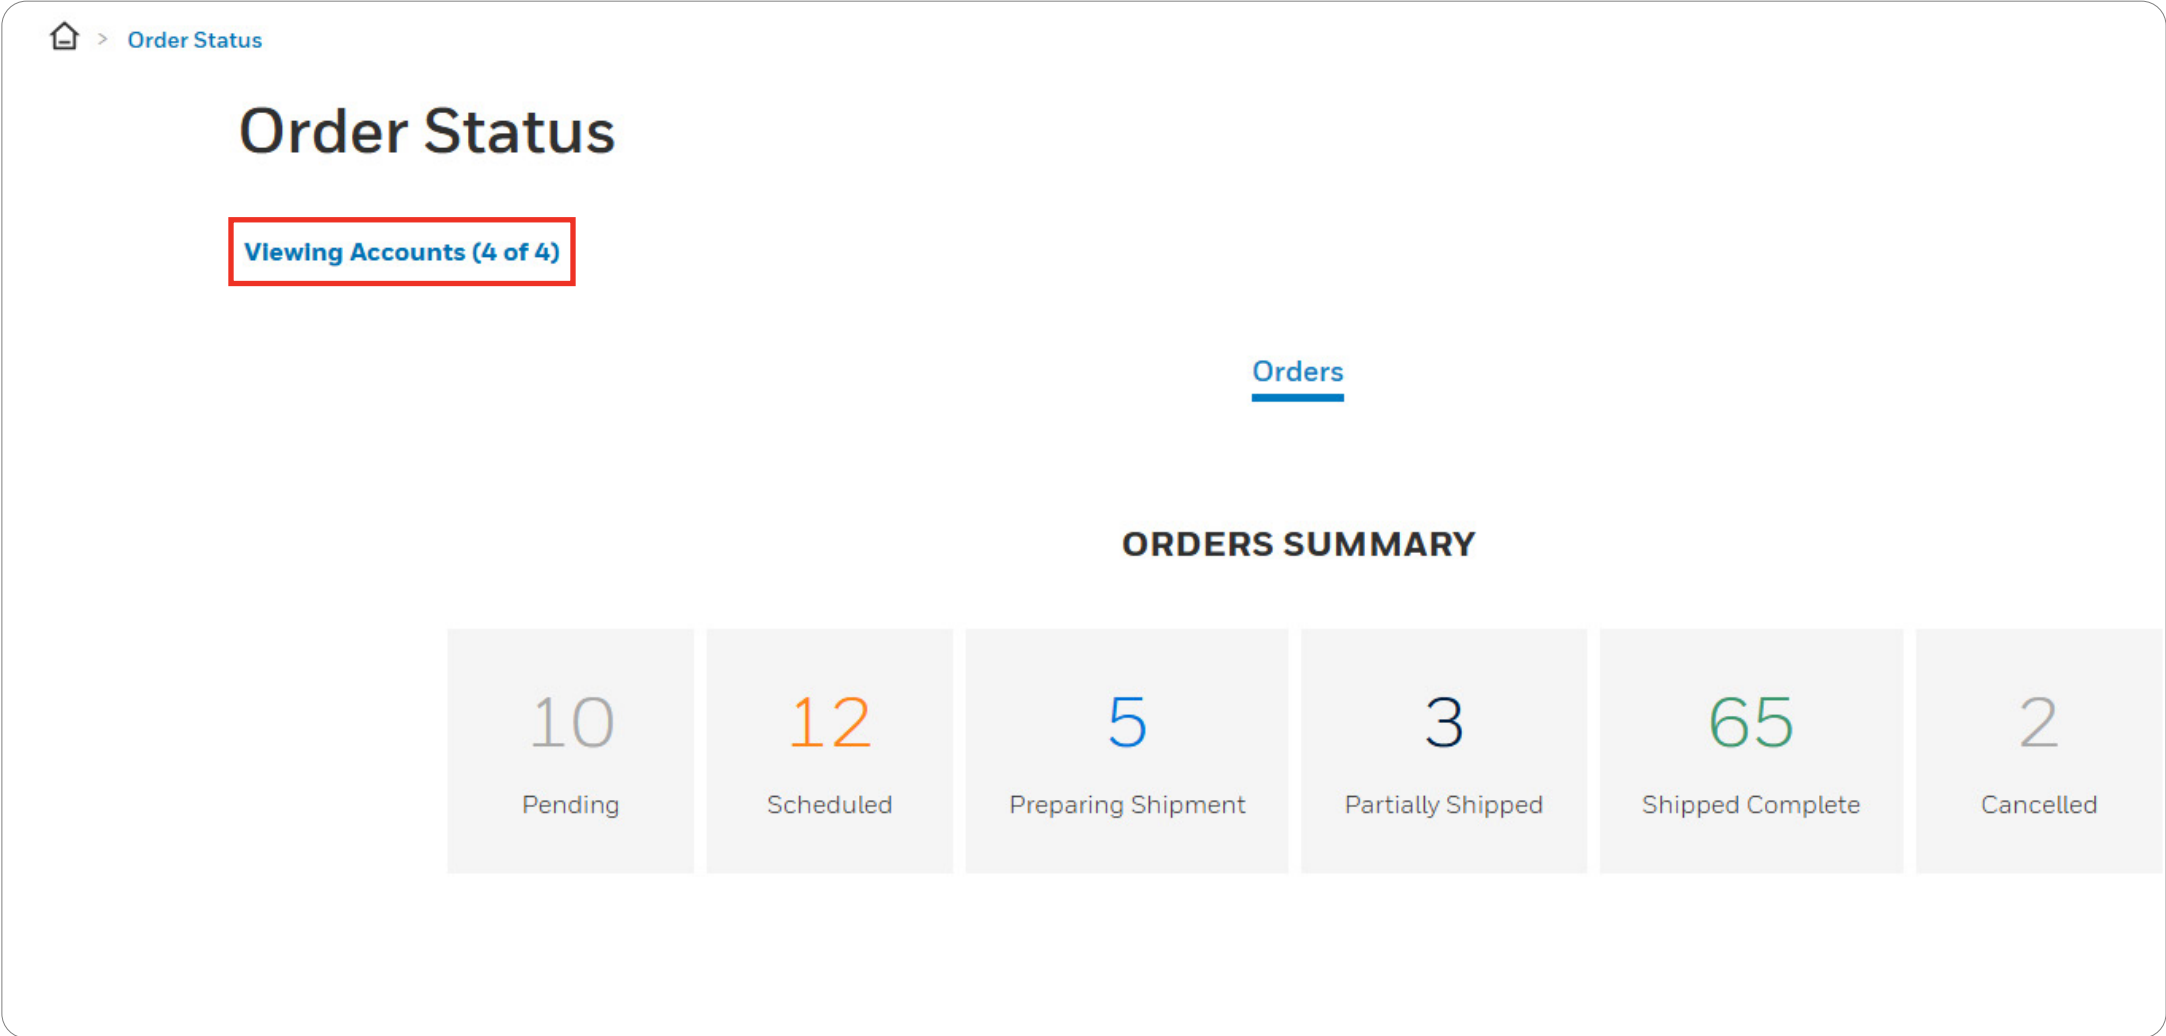 > Order Status
Order Status
Viewing Accounts (4 of 4)
Orders
ORDERS SUMMARY
10 12 5 3 65 2
Pending Scheduled Preparing Shipment Partially Shipped Shipped Complete Cancelled